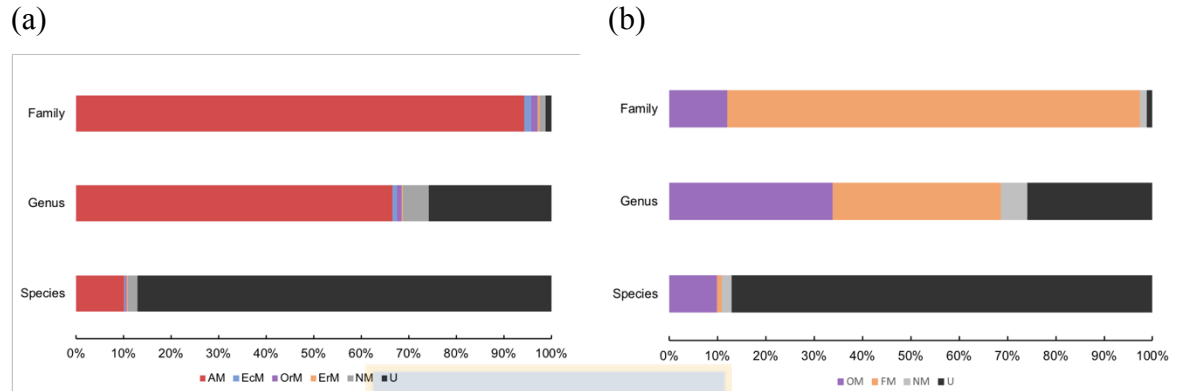 (a)
Family
Genus
Species
0% 10% 20% 30% 40% 50% 60% 70% 80% 90% 100%
AM EcM OrM ErM NM U
(b)
Family
Genus
Species
0% 10% 20% 30% 40% 50% 60% 70% 80% 90% 100%
OM FM NM U